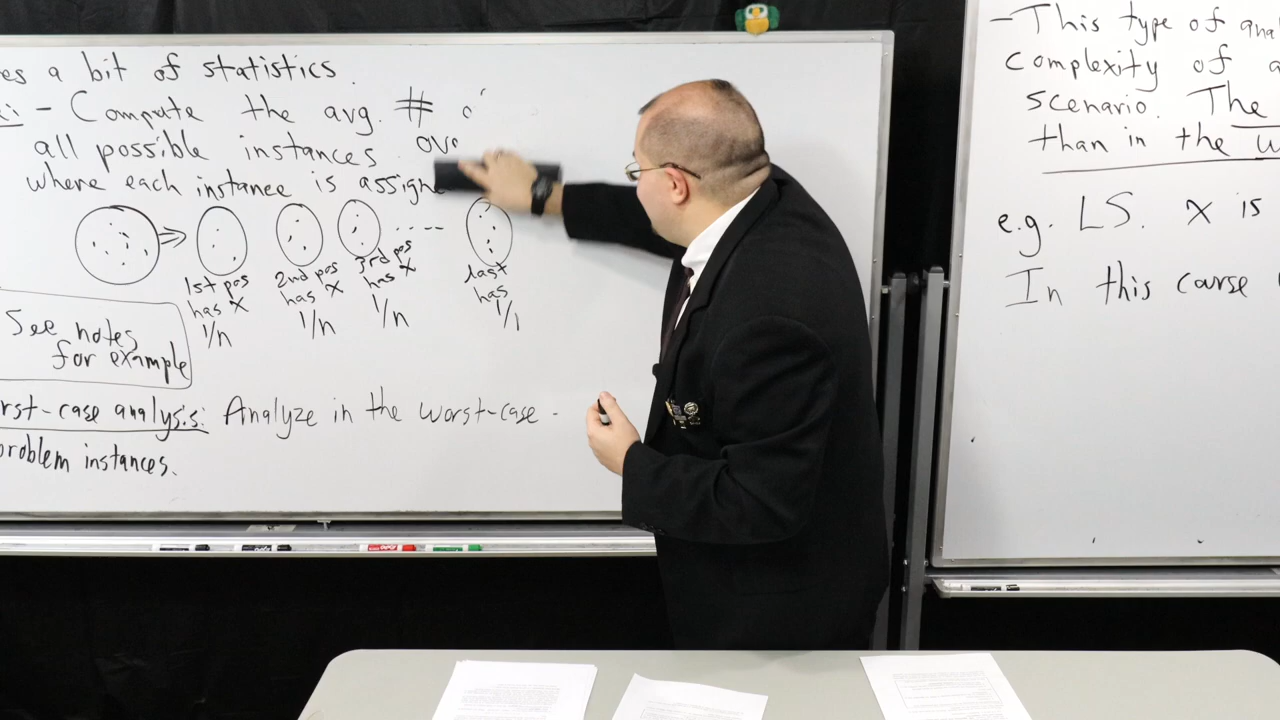 es a bit of statistics.
i - Compute the avg. # o
all possible instances ov
where each instance is assign
1st pos
has x
1/n
2nd pos
has x
1/n
3rd pos
has x
1/n
....
last
has
1/
See notes
for example
rst-case analysis: Analyze in the worst-case -
problem instances.
- This type of ana
complexity of a
scenario. The
than in the w
e.g. LS. x is
In this course